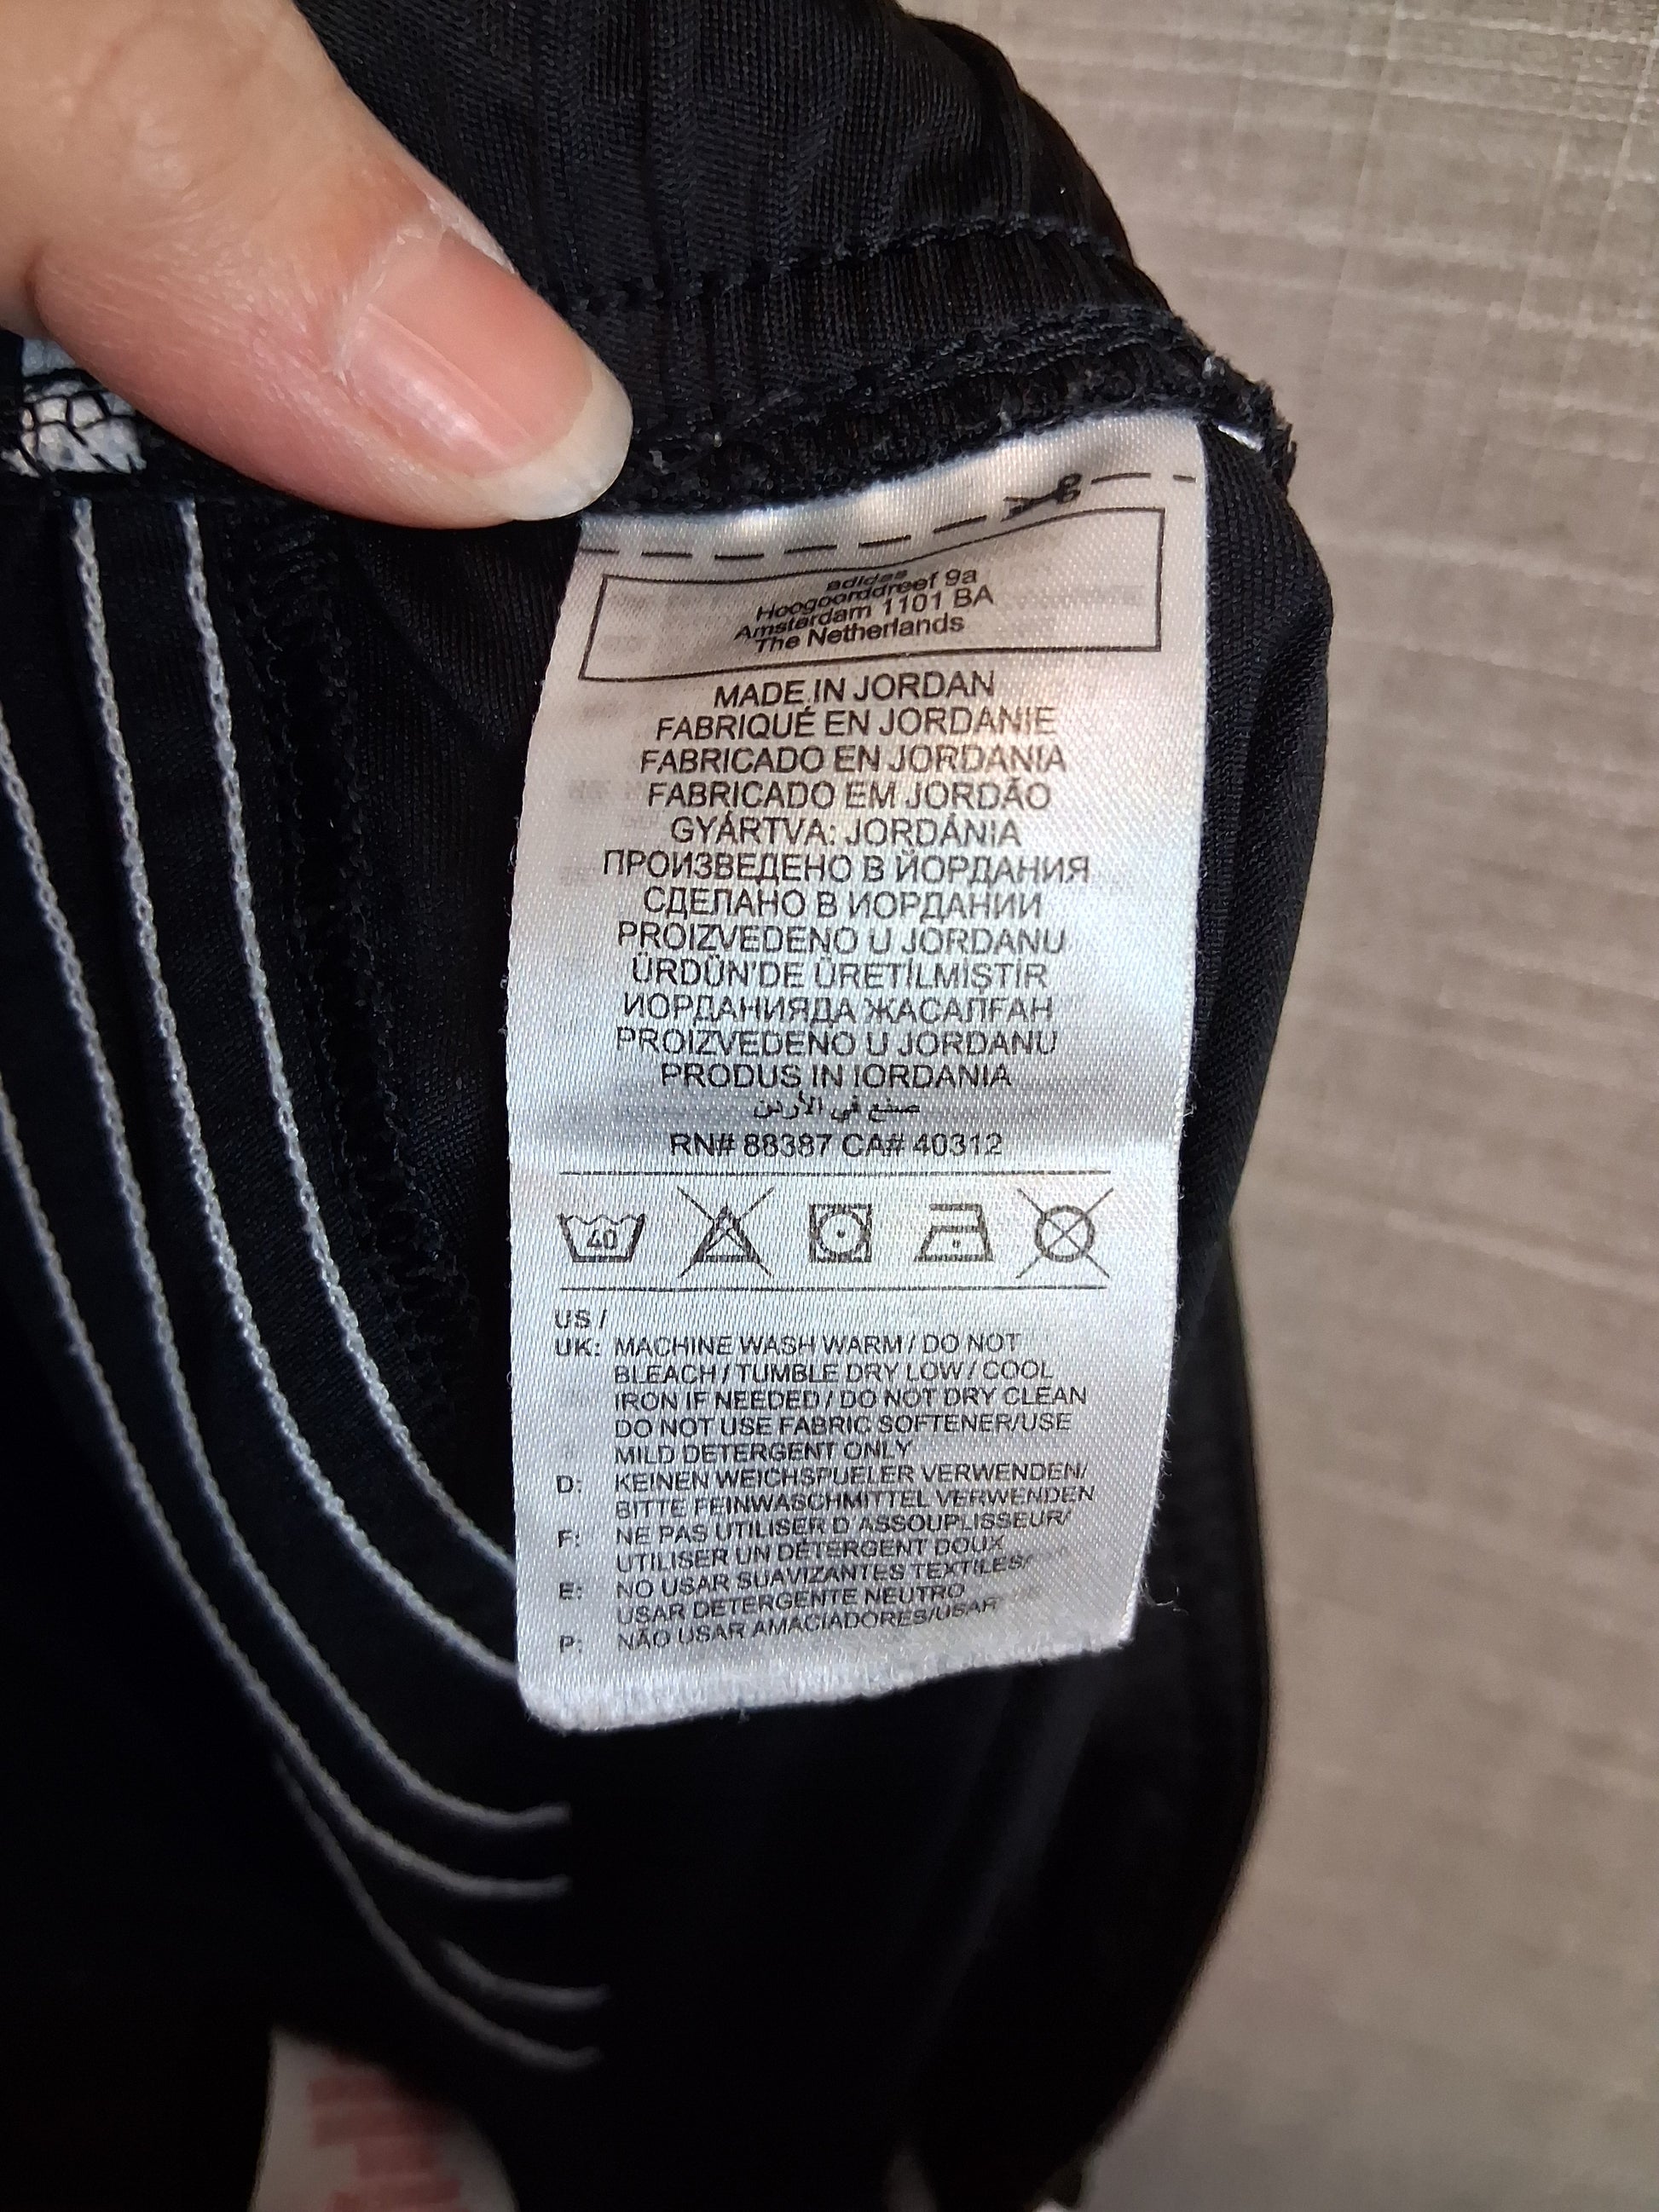 adidas
Hoogoorddreef 9a
Amsterdam 1101 BA
The Netherlands
MADE IN JORDAN
FABRIQUÉ EN JORDANIE
FABRICADO EN JORDANIA
FABRICADO EM JORDÃO
GYÁRTVA: JORDÁNIA
ПРОИЗВЕДЕНО В ЙОРДАНИЯ
СДЕЛАНО В ИОРДАНИИ
PROIZVEDENO U JORDANU
ÜRDÜN'DE ÜRETİLMİŞTİR
ИОРДАНИЯДА ЖАСАЛҒАН
PROIZVEDENO U JORDANU
PRODUS IN IORDANIA
صنع في الأردن
RN# 88387 CA# 40312
40
US /
UK: MACHINE WASH WARM / DO NOT
BLEACH / TUMBLE DRY LOW / COOL
IRON IF NEEDED / DO NOT DRY CLEAN
DO NOT USE FABRIC SOFTENER/USE
MILD DETERGENT ONLY
D: KEINEN WEICHSPUELER VERWENDEN/
BITTE FEINWASCHMITTEL VERWENDEN
F: NE PAS UTILISER D'ASSOUPLISSEUR/
UTILISER UN DÉTERGENT DOUX
E: NO USAR SUAVIZANTES TEXTILES/
USAR DETERGENTE NEUTRO
P: NÃO USAR AMACIADORES/USAR